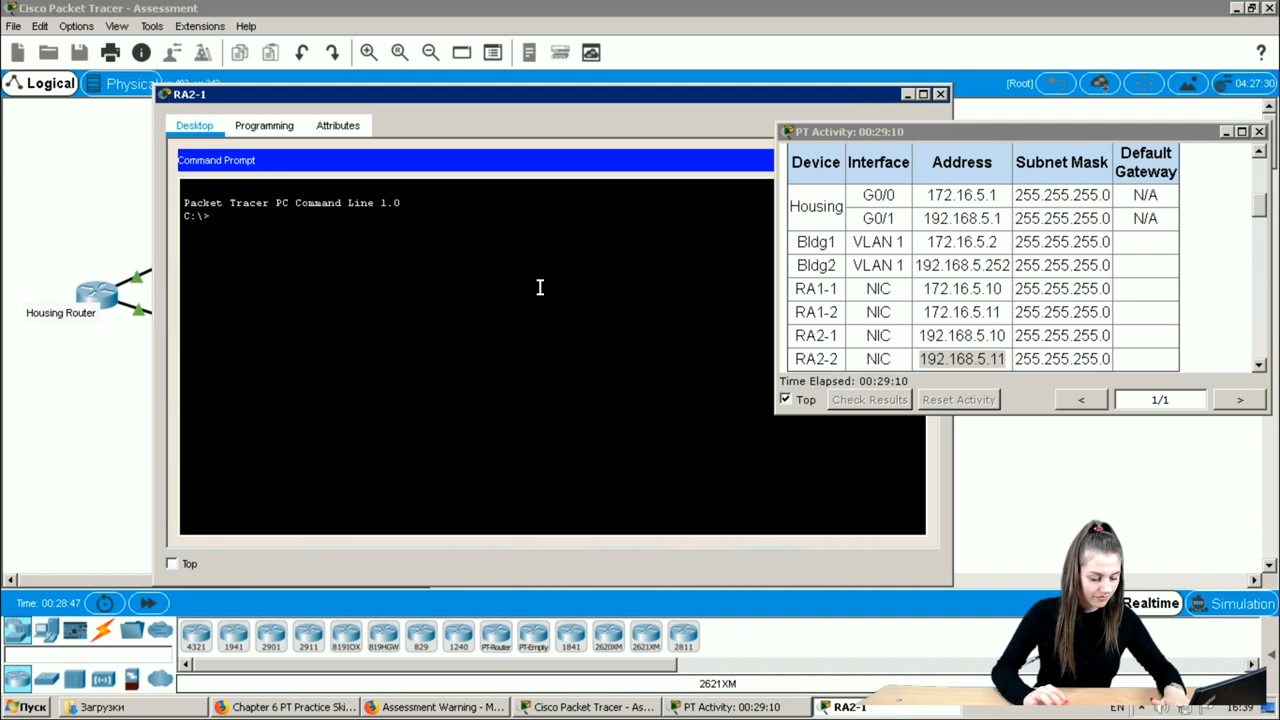 Cisco Packet Tracer - Assessment
File Edit Options View Tools Extensions Help
Logical Physical [Root] 04:27:30
RA2-1
Desktop Programming Attributes
PT Activity: 00:29:10
Command Prompt
Packet Tracer PC Command Line 1.0
C:\>
Device Interface Address Subnet Mask Default Gateway
Housing G0/0 172.16.5.1 255.255.255.0 N/A
G0/1 192.168.5.1 255.255.255.0 N/A
Bldg1 VLAN 1 172.16.5.2 255.255.255.0
Bldg2 VLAN 1 192.168.5.252 255.255.255.0
RA1-1 NIC 172.16.5.10 255.255.255.0
RA1-2 NIC 172.16.5.11 255.255.255.0
RA2-1 NIC 192.168.5.10 255.255.255.0
RA2-2 NIC 192.168.5.11 255.255.255.0
Time Elapsed: 00:29:10
Top Check Results Reset Activity < 1/1 >
Housing Router
Top
Time: 00:28:47 Realtime Simulation
4321 1941 2901 2911 819IOX 819HGW 829 1240 PT-Router PT-Empty 1841 2620XM 2621XM 2811
2621XM
Пуск Загрузки Chapter 6 PT Practice Ski... Assessment Warning - M... Cisco Packet Tracer - As... PT Activity: 00:29:10 RA2-1 EN 16:39